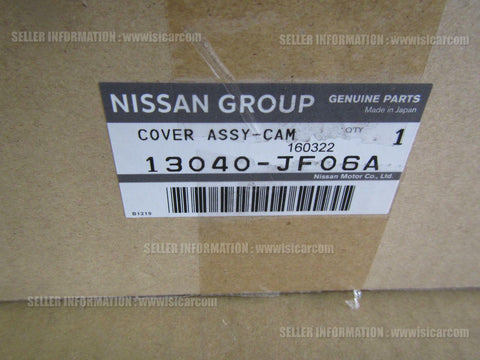 SELLER INFORMATION : www.isicar.com
SELLER INFORMATION : www.isicar.com
NISSAN GROUP
GENUINE PARTS
Made in Japan
COVER ASSY-CAM
QTY
1
160322
13040-JF06A
Nissan Motor Co., Ltd.
B1219
SELLER INFORMATION : www.isicar.com
SELLER INFORMATION : www.isicar.com
SELLER INFORMATION : www.isicar.com
SELLER INFORMATION : www.isicar.com